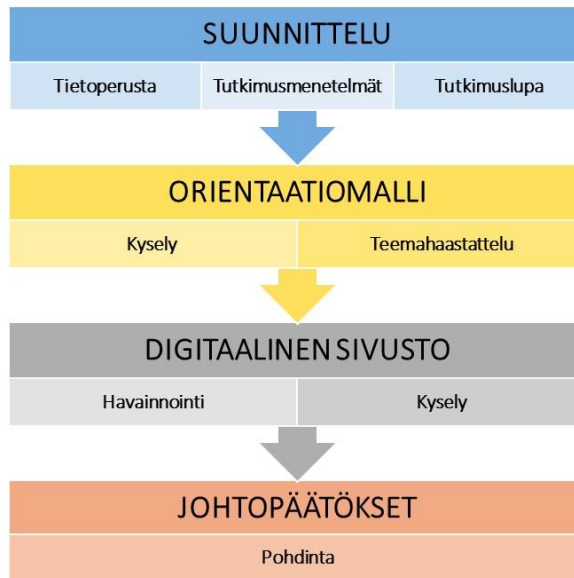 SUUNNITTELU
Tietoperusta Tutkimusmenetelmät Tutkimuslupa
ORIENTAATIOMALLI
Kysely Teemahaastattelu
DIGITAALINEN SIVUSTO
Havainnointi Kysely
JOHTOPÄÄTÖKSET
Pohdinta